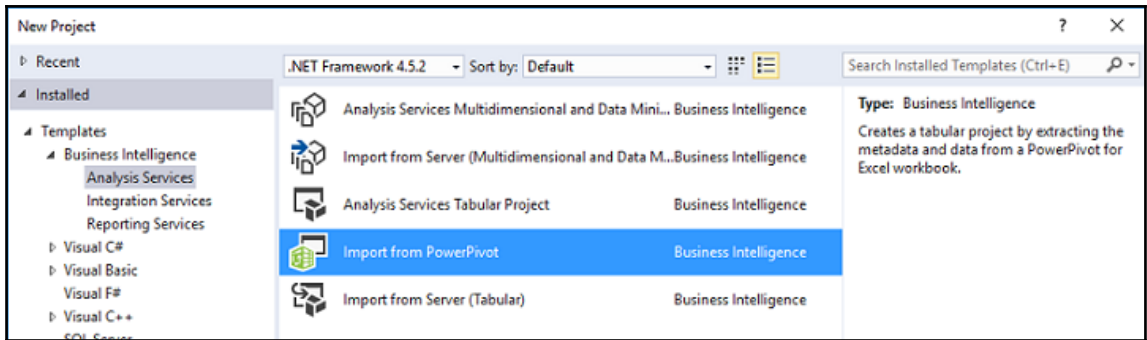 New Project
Recent
.NET Framework 4.5.2
Sort by: Default
Search Installed Templates (Ctrl+E)
Installed
Templates
Business Intelligence
Analysis Services
Integration Services
Reporting Services
Visual C#
Visual Basic
Visual F#
Visual C++
SQL Server
Analysis Services Multidimensional and Data Mini... Business Intelligence
Import from Server (Multidimensional and Data M...Business Intelligence
Analysis Services Tabular Project Business Intelligence
Import from PowerPivot Business Intelligence
Import from Server (Tabular) Business Intelligence
Type: Business Intelligence
Creates a tabular project by extracting the
metadata and data from a PowerPivot for
Excel workbook.